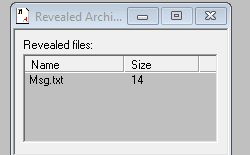 Revealed Archi...
Revealed files:
Name Size
Msg.txt 14